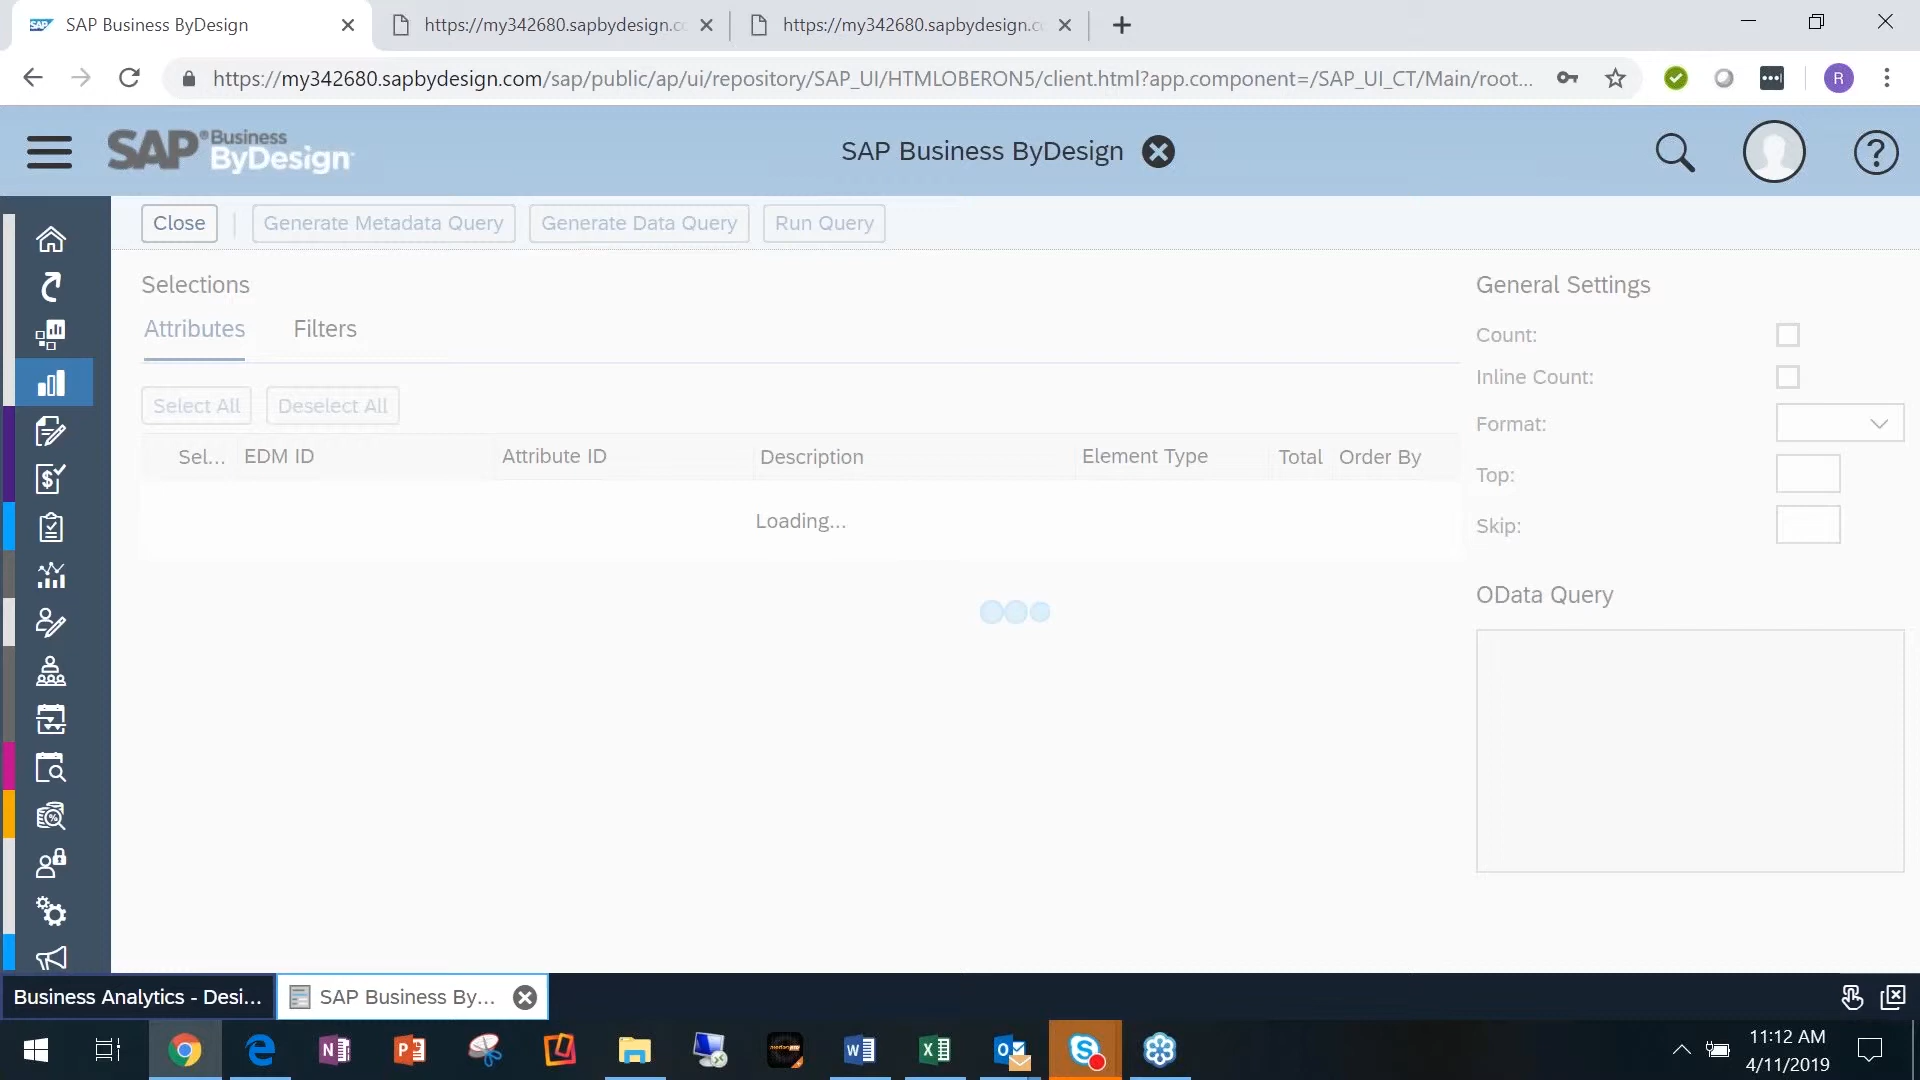 SAP Business ByDesign
https://my342680.sapbydesign.c
https://my342680.sapbydesign.c
https://my342680.sapbydesign.com/sap/public/ap/ui/repository/SAP_UI/HTMLOBERON5/client.html?app.component=/SAP_UI_CT/Main/root...
R
SAP Business ByDesign
SAP Business ByDesign
Close
Generate Metadata Query
Generate Data Query
Run Query
Selections
Attributes
Filters
Select All
Deselect All
Sel...
EDM ID
Attribute ID
Description
Element Type
Total
Order By
Loading...
General Settings
Count:
Inline Count:
Format:
Top:
Skip:
OData Query
Business Analytics - Desi...
SAP Business By...
11:12 AM
4/11/2019